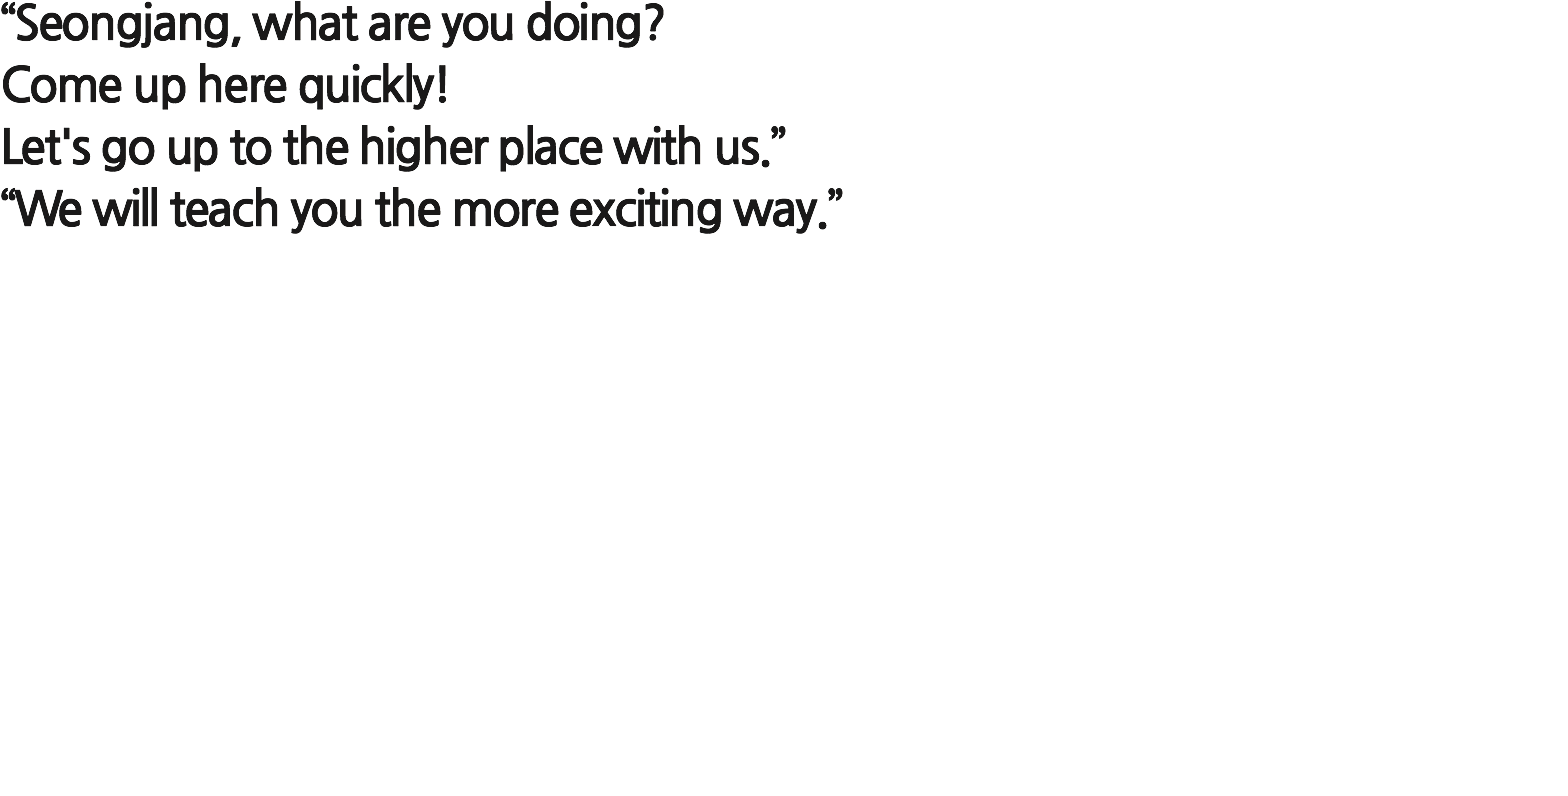 “Seongjang, what are you doing?
Come up here quickly!
Let's go up to the higher place with us.”
“We will teach you the more exciting way.”